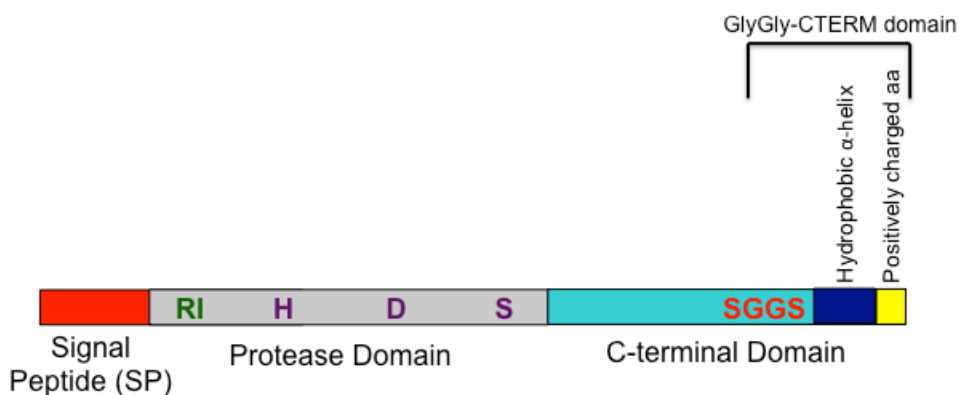 GlyGly-CTERM domain
Hydrophobic α-helix
Positively charged aa
RI H D S SGGS
Signal
Peptide (SP)
Protease Domain
C-terminal Domain